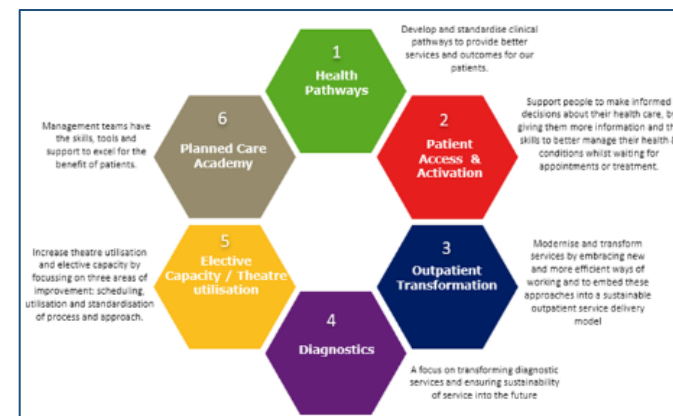 1
Health
Pathways
Develop and standardise clinical
pathways to provide better
services and outcomes for our
patients.
2
Patient
Access & 
Activation
Support people to make informed
decisions about their health care, by
giving them more information and the
skills to better manage their health &
conditions whilst waiting for
appointments or treatment.
3
Outpatient
Transformation
Modernise and transform
services by embracing new
and more efficient ways of
working and to embed these
approaches into a sustainable
outpatient service delivery
model
4
Diagnostics
A focus on transforming diagnostic
services and ensuring sustainability
of service into the future
5
Elective
Capacity / Theatre
utilisation
Increase theatre utilisation
and elective capacity by
focussing on three areas of
improvement: scheduling,
utilisation and standardisation
of process and approach.
6
Planned Care
Academy
Management teams have
the skills, tools and
support to excel for the
benefit of patients.